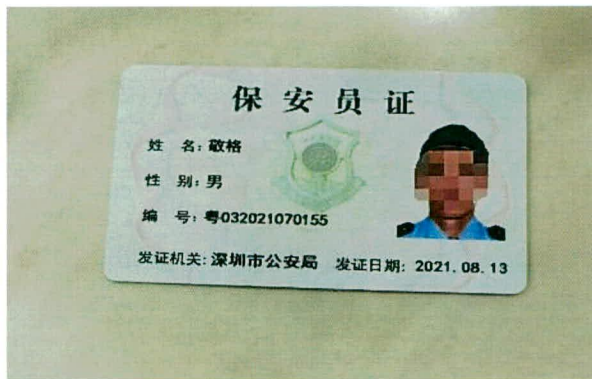 保安员证
姓 名: 敬格
性 别: 男
编 号: 粤032021070155
发证机关: 深圳市公安局 发证日期: 2021.08.13